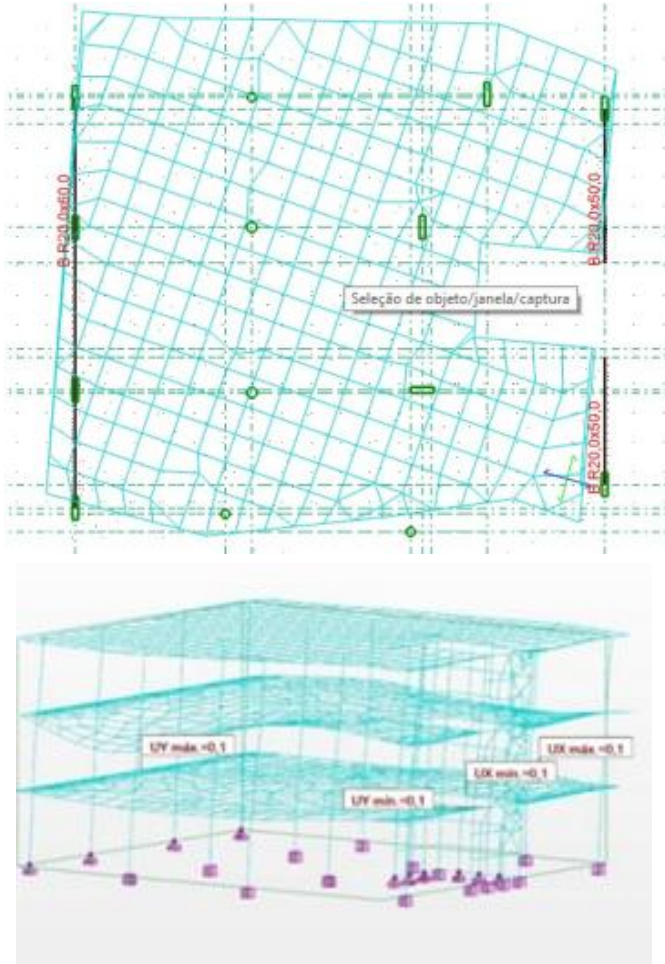 B R20,0x60,0
B R20,0x50,0
Seleção de objeto/janela/captura
B R20,0x50,0
UY máx.=0,1
UX máx.=0,1
UX mín.=0,1
UY mín.=0,1